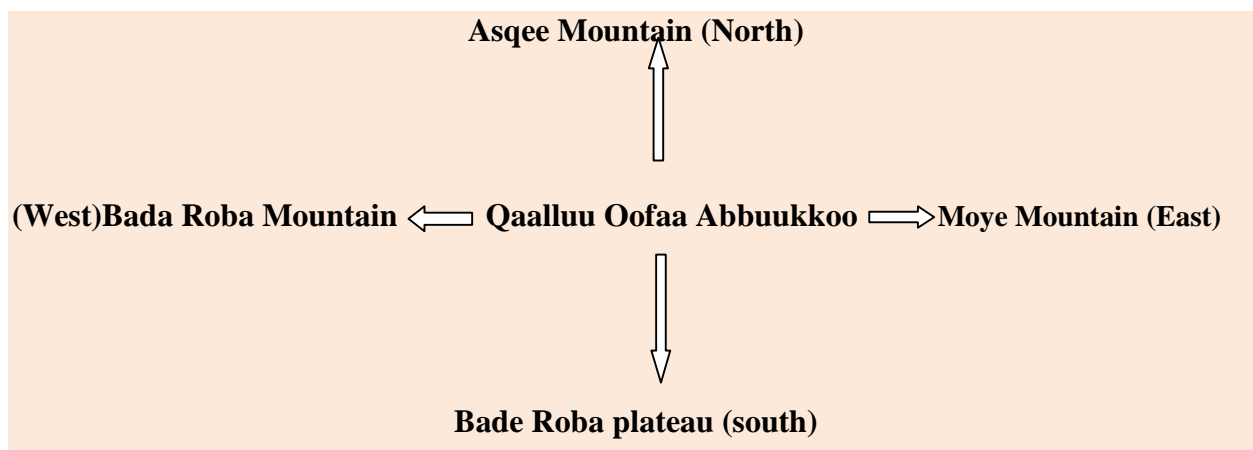 Asqee Mountain (North)
(West)Bada Roba Mountain Qaalluu Oofaa Abbuukkoo Moye Mountain (East)
Bade Roba plateau (south)